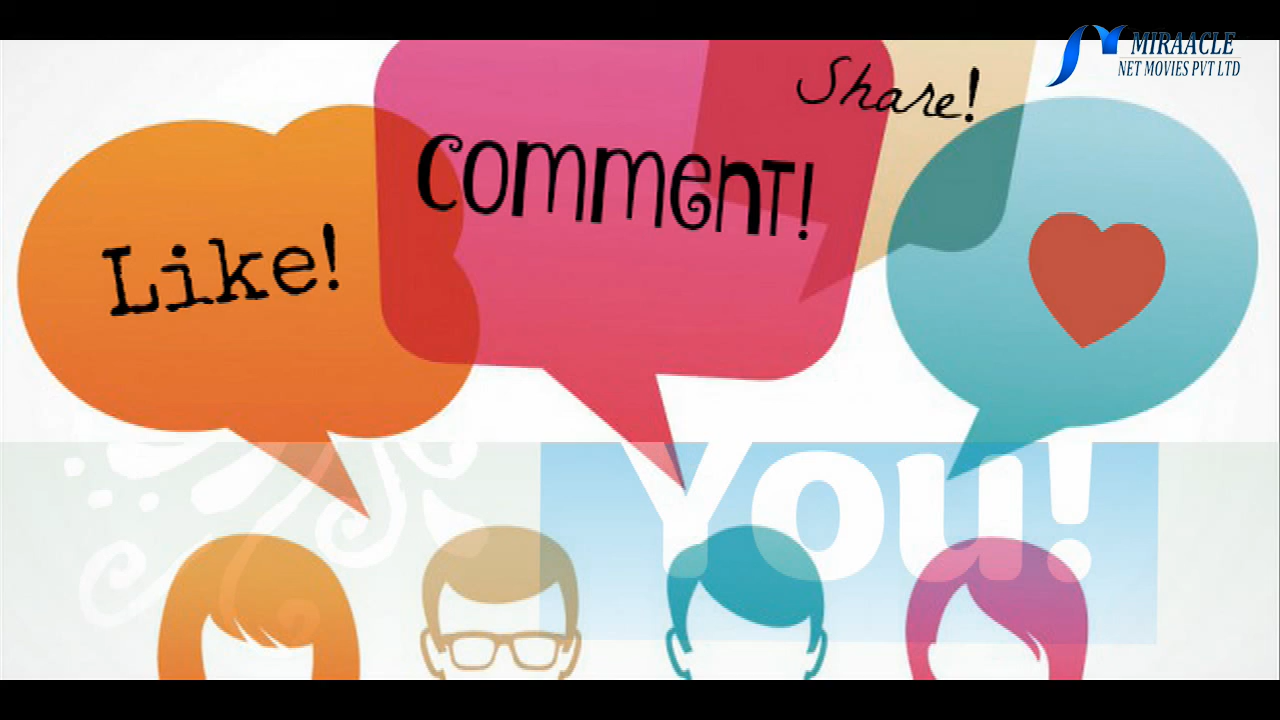 MIRAACLE
NET MOVIES PVT LTD
Share!
Comment!
Like!
You!